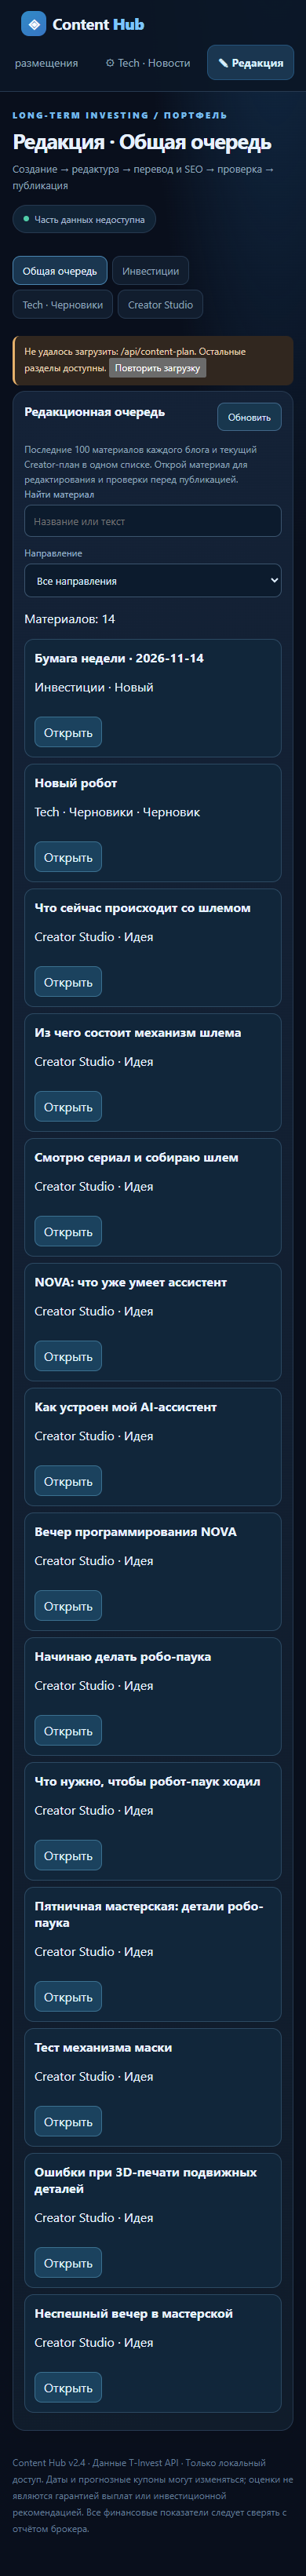 Content Hub
размещения
Tech · Новости
Редакция
LONG-TERM INVESTING / ПОРТФЕЛЬ
Редакция · Общая очередь
Создание → редактура → перевод и SEO → проверка →
публикация
Часть данных недоступна
Общая очередь
Инвестиции
Tech · Черновики
Creator Studio
Не удалось загрузить: /api/content-plan. Остальные
разделы доступны. Повторить загрузку
Редакционная очередь
Обновить
Последние 100 материалов каждого блога и текущий
Creator-план в одном списке. Открой материал для
редактирования и проверки перед публикацией.
Найти материал
Название или текст
Направление
Все направления
Материалов: 14
Бумага недели · 2026-11-14
Инвестиции · Новый
Открыть
Новый робот
Tech · Черновики · Черновик
Открыть
Что сейчас происходит со шлемом
Creator Studio · Идея
Открыть
Из чего состоит механизм шлема
Creator Studio · Идея
Открыть
Смотрю сериал и собираю шлем
Creator Studio · Идея
Открыть
NOVA: что уже умеет ассистент
Creator Studio · Идея
Открыть
Как устроен мой AI-ассистент
Creator Studio · Идея
Открыть
Вечер программирования NOVA
Creator Studio · Идея
Открыть
Начинаю делать робо-паука
Creator Studio · Идея
Открыть
Что нужно, чтобы робот-паук ходил
Creator Studio · Идея
Открыть
Пятничная мастерская: детали робо-
паука
Creator Studio · Идея
Открыть
Тест механизма маски
Creator Studio · Идея
Открыть
Ошибки при 3D-печати подвижных
деталей
Creator Studio · Идея
Открыть
Неспешный вечер в мастерской
Creator Studio · Идея
Открыть
Content Hub v2.4 · Данные T-Invest API · Только локальный
доступ. Даты и прогнозные купоны могут изменяться; оценки не
являются гарантией выплат или инвестиционной
рекомендацией. Все финансовые показатели следует сверять с
отчётом брокера.